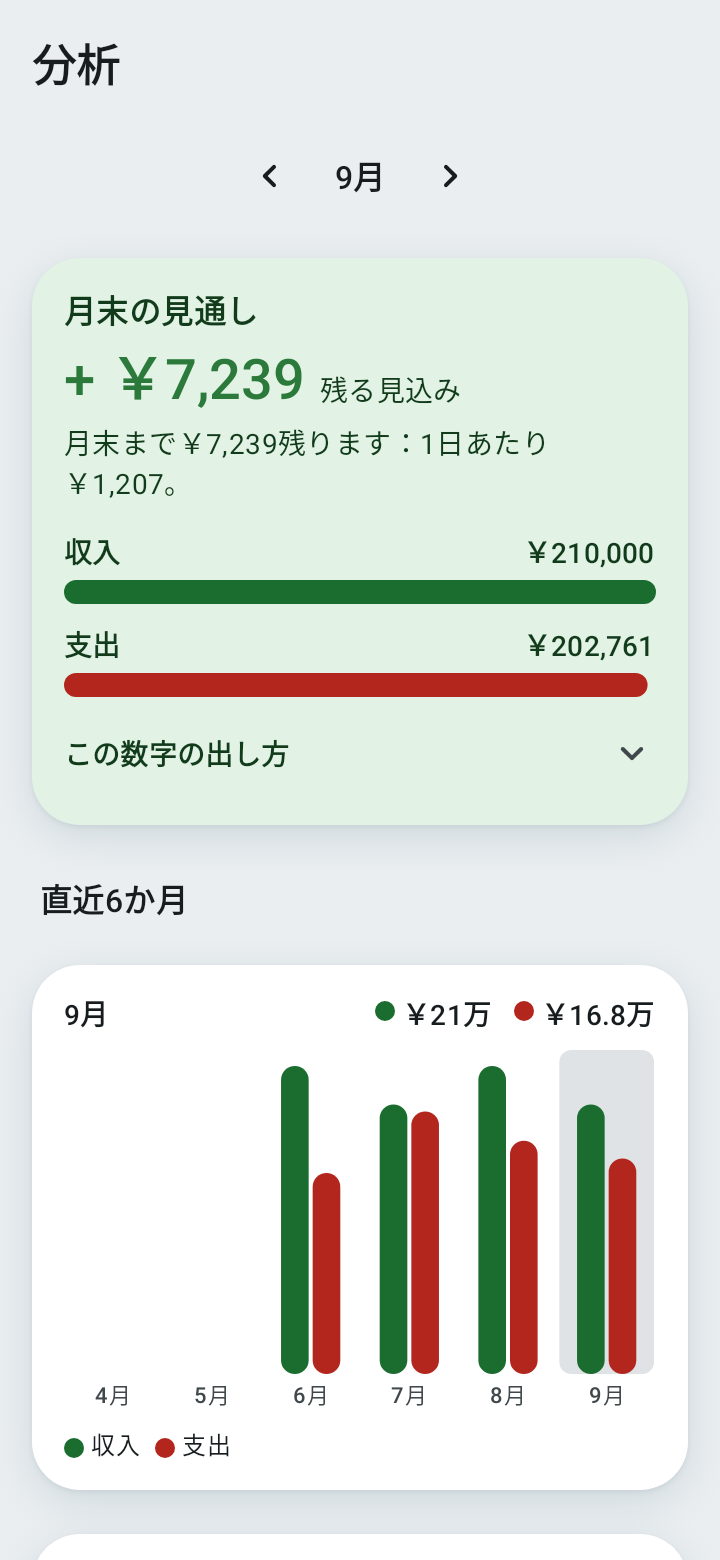 分析
9月
月末の見通し
+ ￥7,239 残る見込み
月末まで￥7,239残ります：1日あたり
￥1,207。
収入 ￥210,000
支出 ￥202,761
この数字の出し方
直近6か月
9月 ￥21万 ￥16.8万
4月 5月 6月 7月 8月 9月
収入 支出